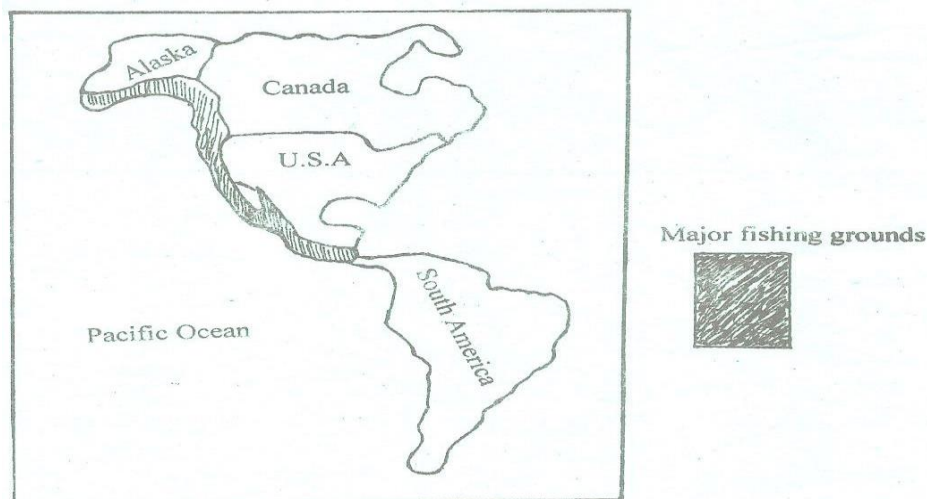 Alaska
Canada
U.S.A
Major fishing grounds
South America
Pacific Ocean